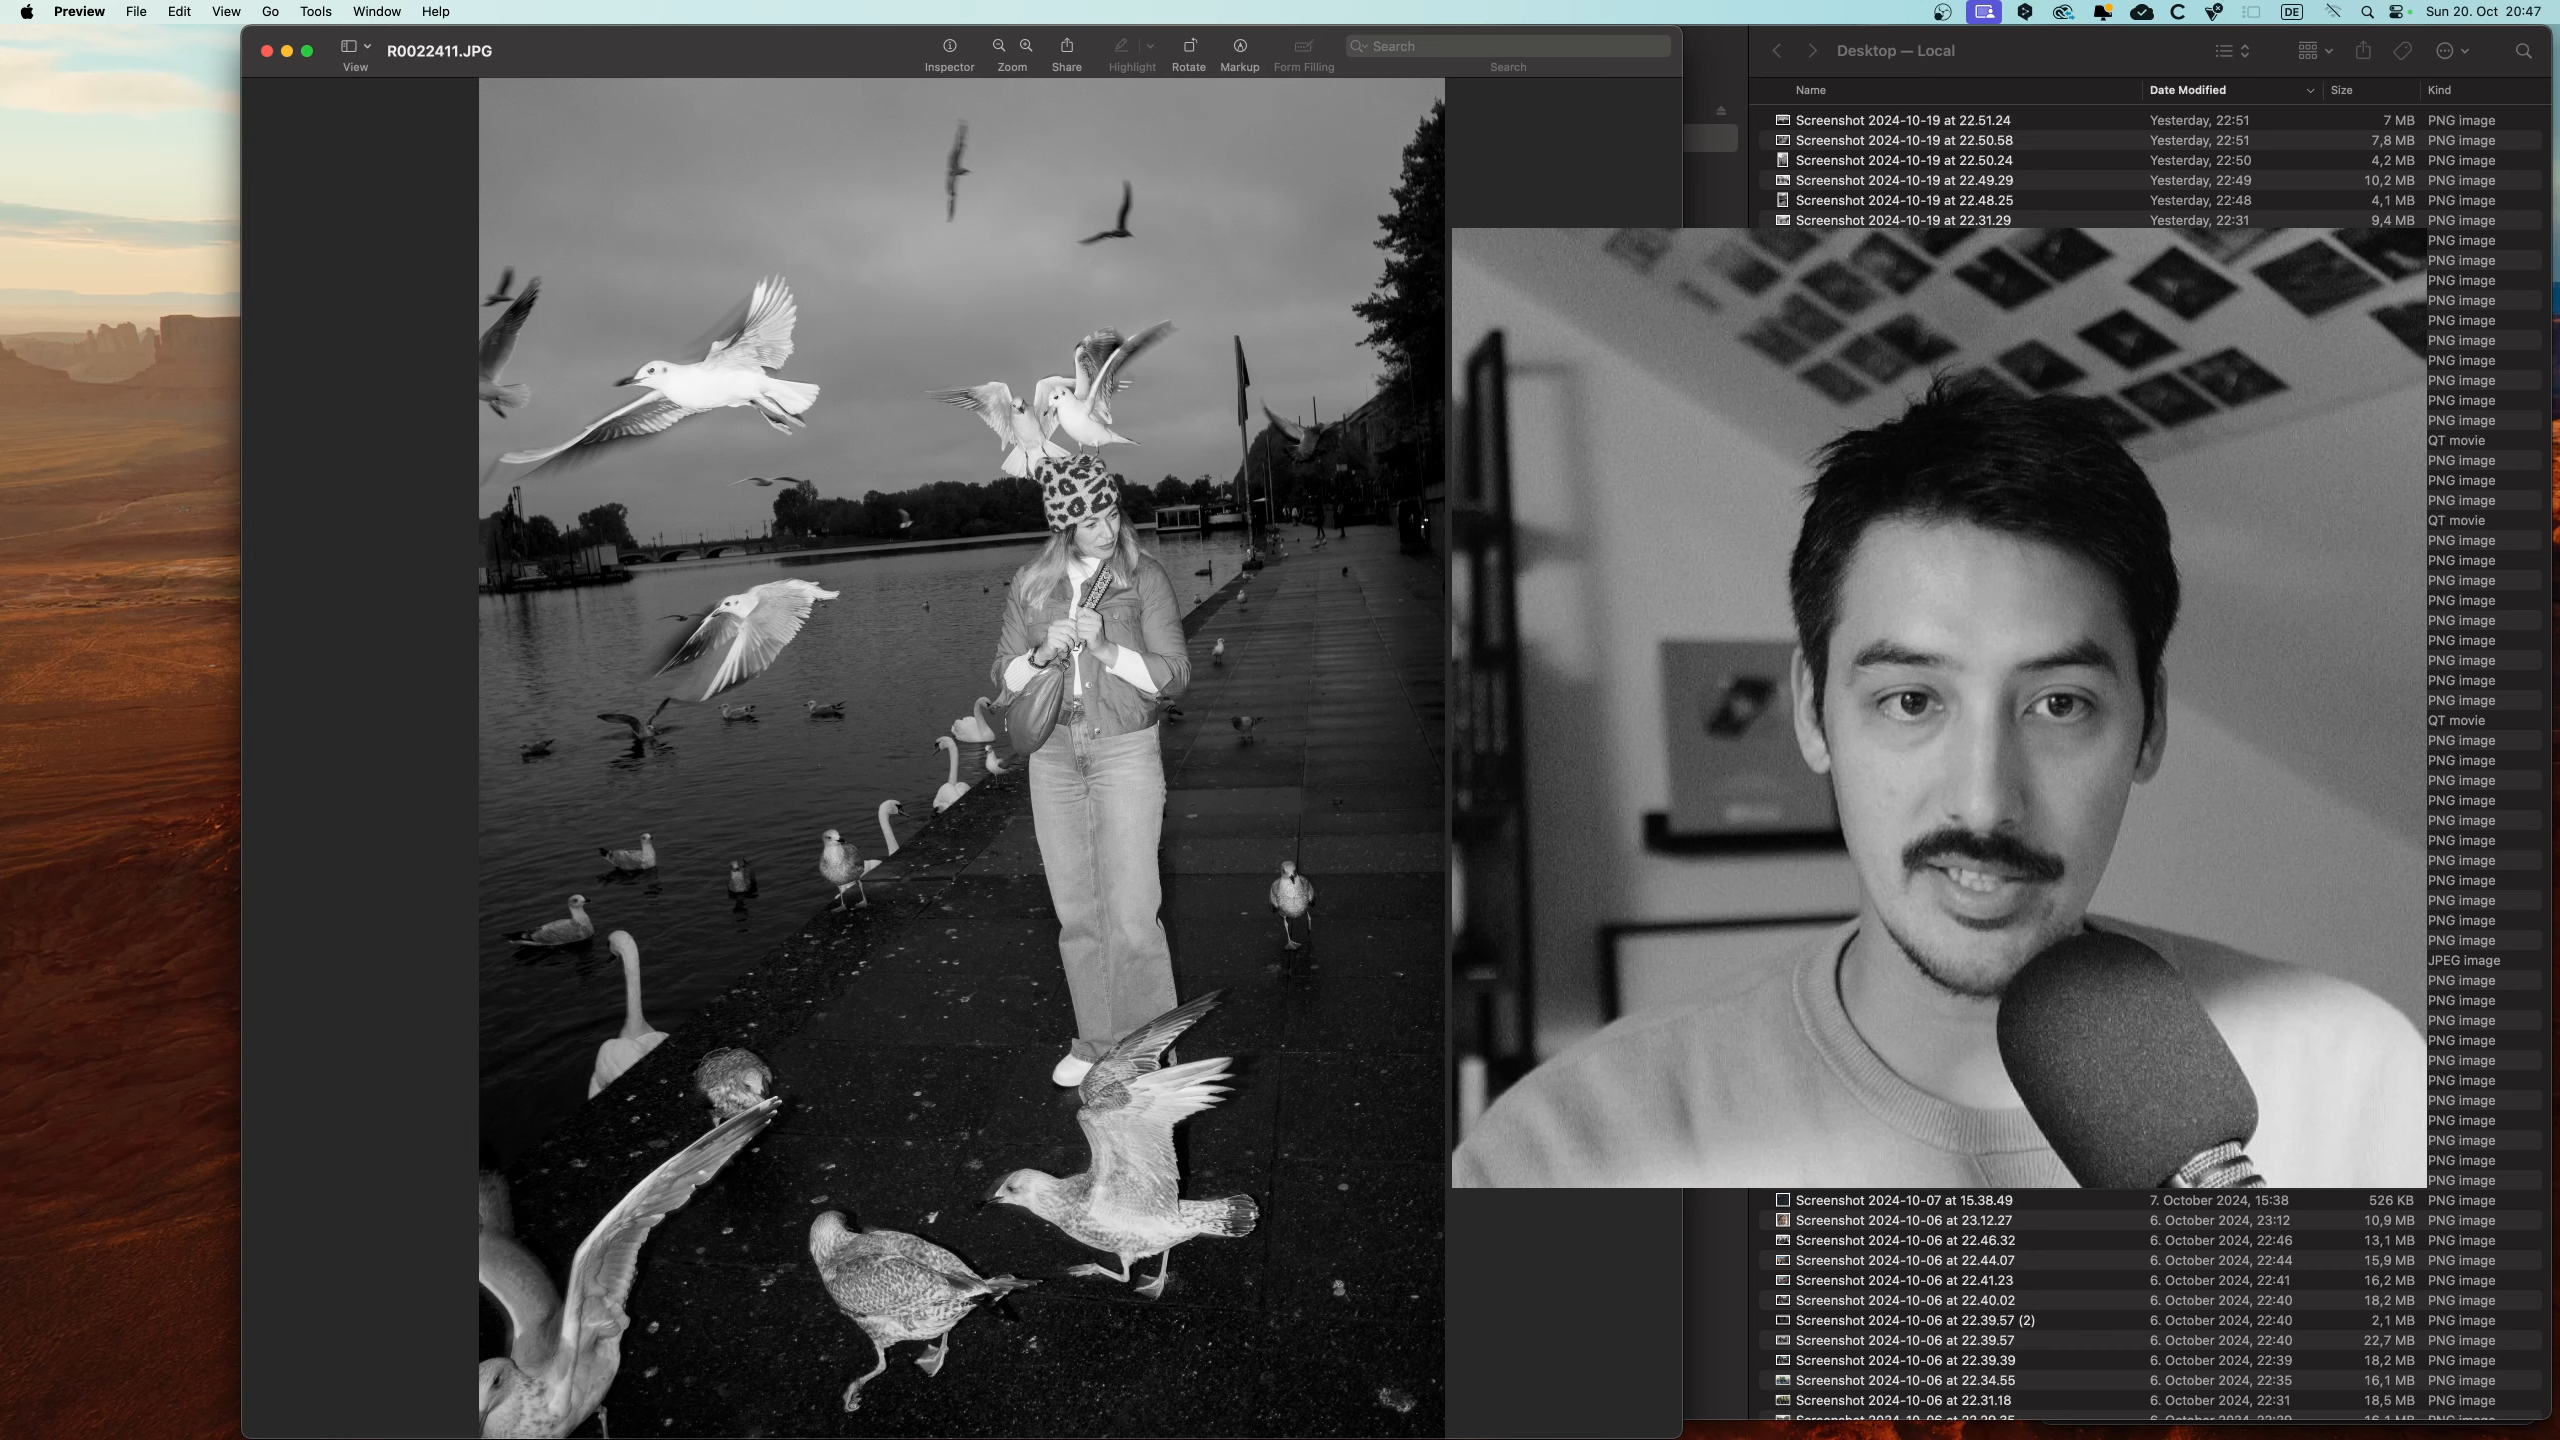 Preview File Edit View Go Tools Window Help
DE
Sun 20. Oct 20:47
R0022411.JPG
View
Inspector
Zoom
Share
Highlight
Rotate
Markup
Form Filling
Search
Search
Desktop — Local
Name Date Modified Size Kind
Screenshot 2024-10-19 at 22.51.24 Yesterday, 22:51 7 MB PNG image
Screenshot 2024-10-19 at 22.50.58 Yesterday, 22:51 7,8 MB PNG image
Screenshot 2024-10-19 at 22.50.24 Yesterday, 22:50 4,2 MB PNG image
Screenshot 2024-10-19 at 22.49.29 Yesterday, 22:49 10,2 MB PNG image
Screenshot 2024-10-19 at 22.48.25 Yesterday, 22:48 4,1 MB PNG image
Screenshot 2024-10-19 at 22.31.29 Yesterday, 22:31 9,4 MB PNG image
PNG image
PNG image
PNG image
PNG image
PNG image
PNG image
PNG image
PNG image
PNG image
PNG image
QT movie
PNG image
PNG image
PNG image
QT movie
PNG image
PNG image
PNG image
PNG image
PNG image
PNG image
PNG image
PNG image
PNG image
QT movie
PNG image
PNG image
PNG image
PNG image
PNG image
PNG image
PNG image
PNG image
PNG image
PNG image
PNG image
JPEG image
PNG image
PNG image
PNG image
PNG image
PNG image
PNG image
PNG image
PNG image
PNG image
PNG image
PNG image
Screenshot 2024-10-07 at 15.38.49 7. October 2024, 15:38 526 KB PNG image
Screenshot 2024-10-06 at 23.12.27 6. October 2024, 23:12 10,9 MB PNG image
Screenshot 2024-10-06 at 22.46.32 6. October 2024, 22:46 13,1 MB PNG image
Screenshot 2024-10-06 at 22.44.07 6. October 2024, 22:44 15,9 MB PNG image
Screenshot 2024-10-06 at 22.41.23 6. October 2024, 22:41 16,2 MB PNG image
Screenshot 2024-10-06 at 22.40.02 6. October 2024, 22:40 18,2 MB PNG image
Screenshot 2024-10-06 at 22.39.57 (2) 6. October 2024, 22:40 2,1 MB PNG image
Screenshot 2024-10-06 at 22.39.57 6. October 2024, 22:40 22,7 MB PNG image
Screenshot 2024-10-06 at 22.39.39 6. October 2024, 22:39 18,2 MB PNG image
Screenshot 2024-10-06 at 22.34.55 6. October 2024, 22:35 16,1 MB PNG image
Screenshot 2024-10-06 at 22.31.18 6. October 2024, 22:31 18,5 MB PNG image